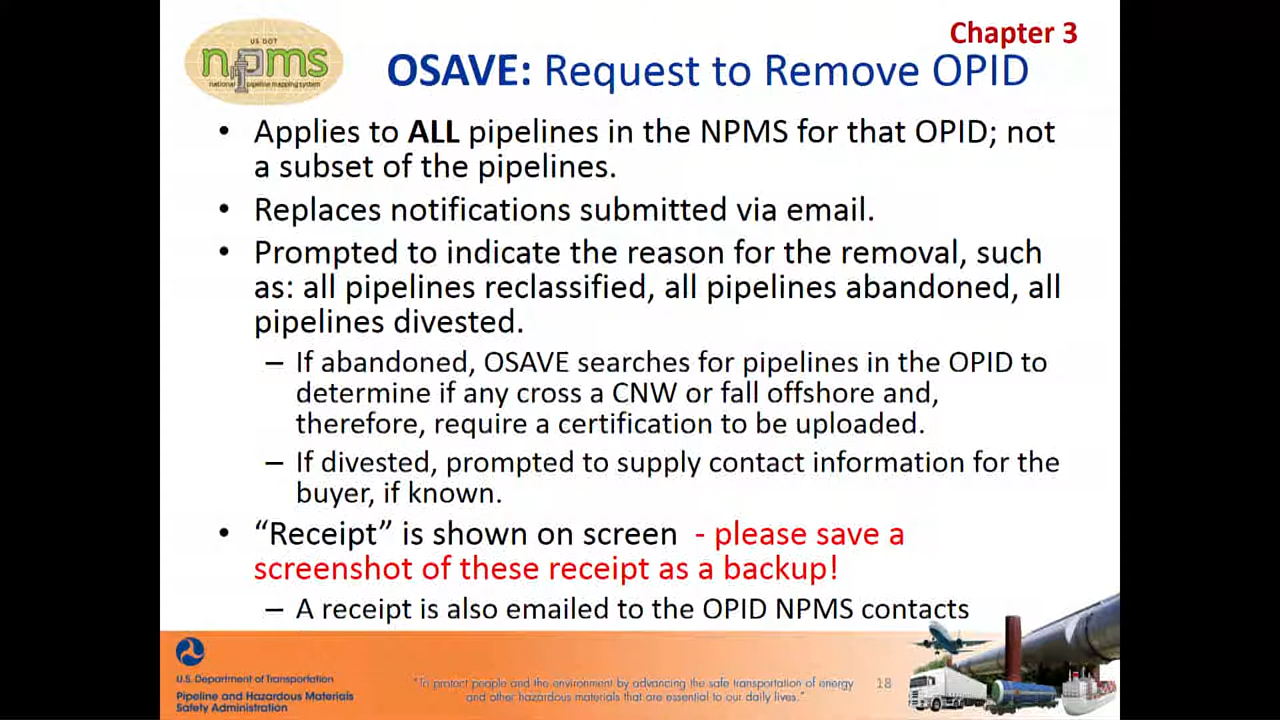 Chapter 3
US DOT
npms
national pipeline mapping system
OSAVE: Request to Remove OPID
• Applies to ALL pipelines in the NPMS for that OPID; not
a subset of the pipelines.
• Replaces notifications submitted via email.
• Prompted to indicate the reason for the removal, such
as: all pipelines reclassified, all pipelines abandoned, all
pipelines divested.
– If abandoned, OSAVE searches for pipelines in the OPID to
determine if any cross a CNW or fall offshore and,
therefore, require a certification to be uploaded.
– If divested, prompted to supply contact information for the
buyer, if known.
• “Receipt” is shown on screen - please save a
screenshot of these receipt as a backup!
– A receipt is also emailed to the OPID NPMS contacts
U.S. Department of Transportation
Pipeline and Hazardous Materials
Safety Administration
"To protect people and the environment by advancing the safe transportation of energy
and other hazardous materials that are essential to our daily lives."
18